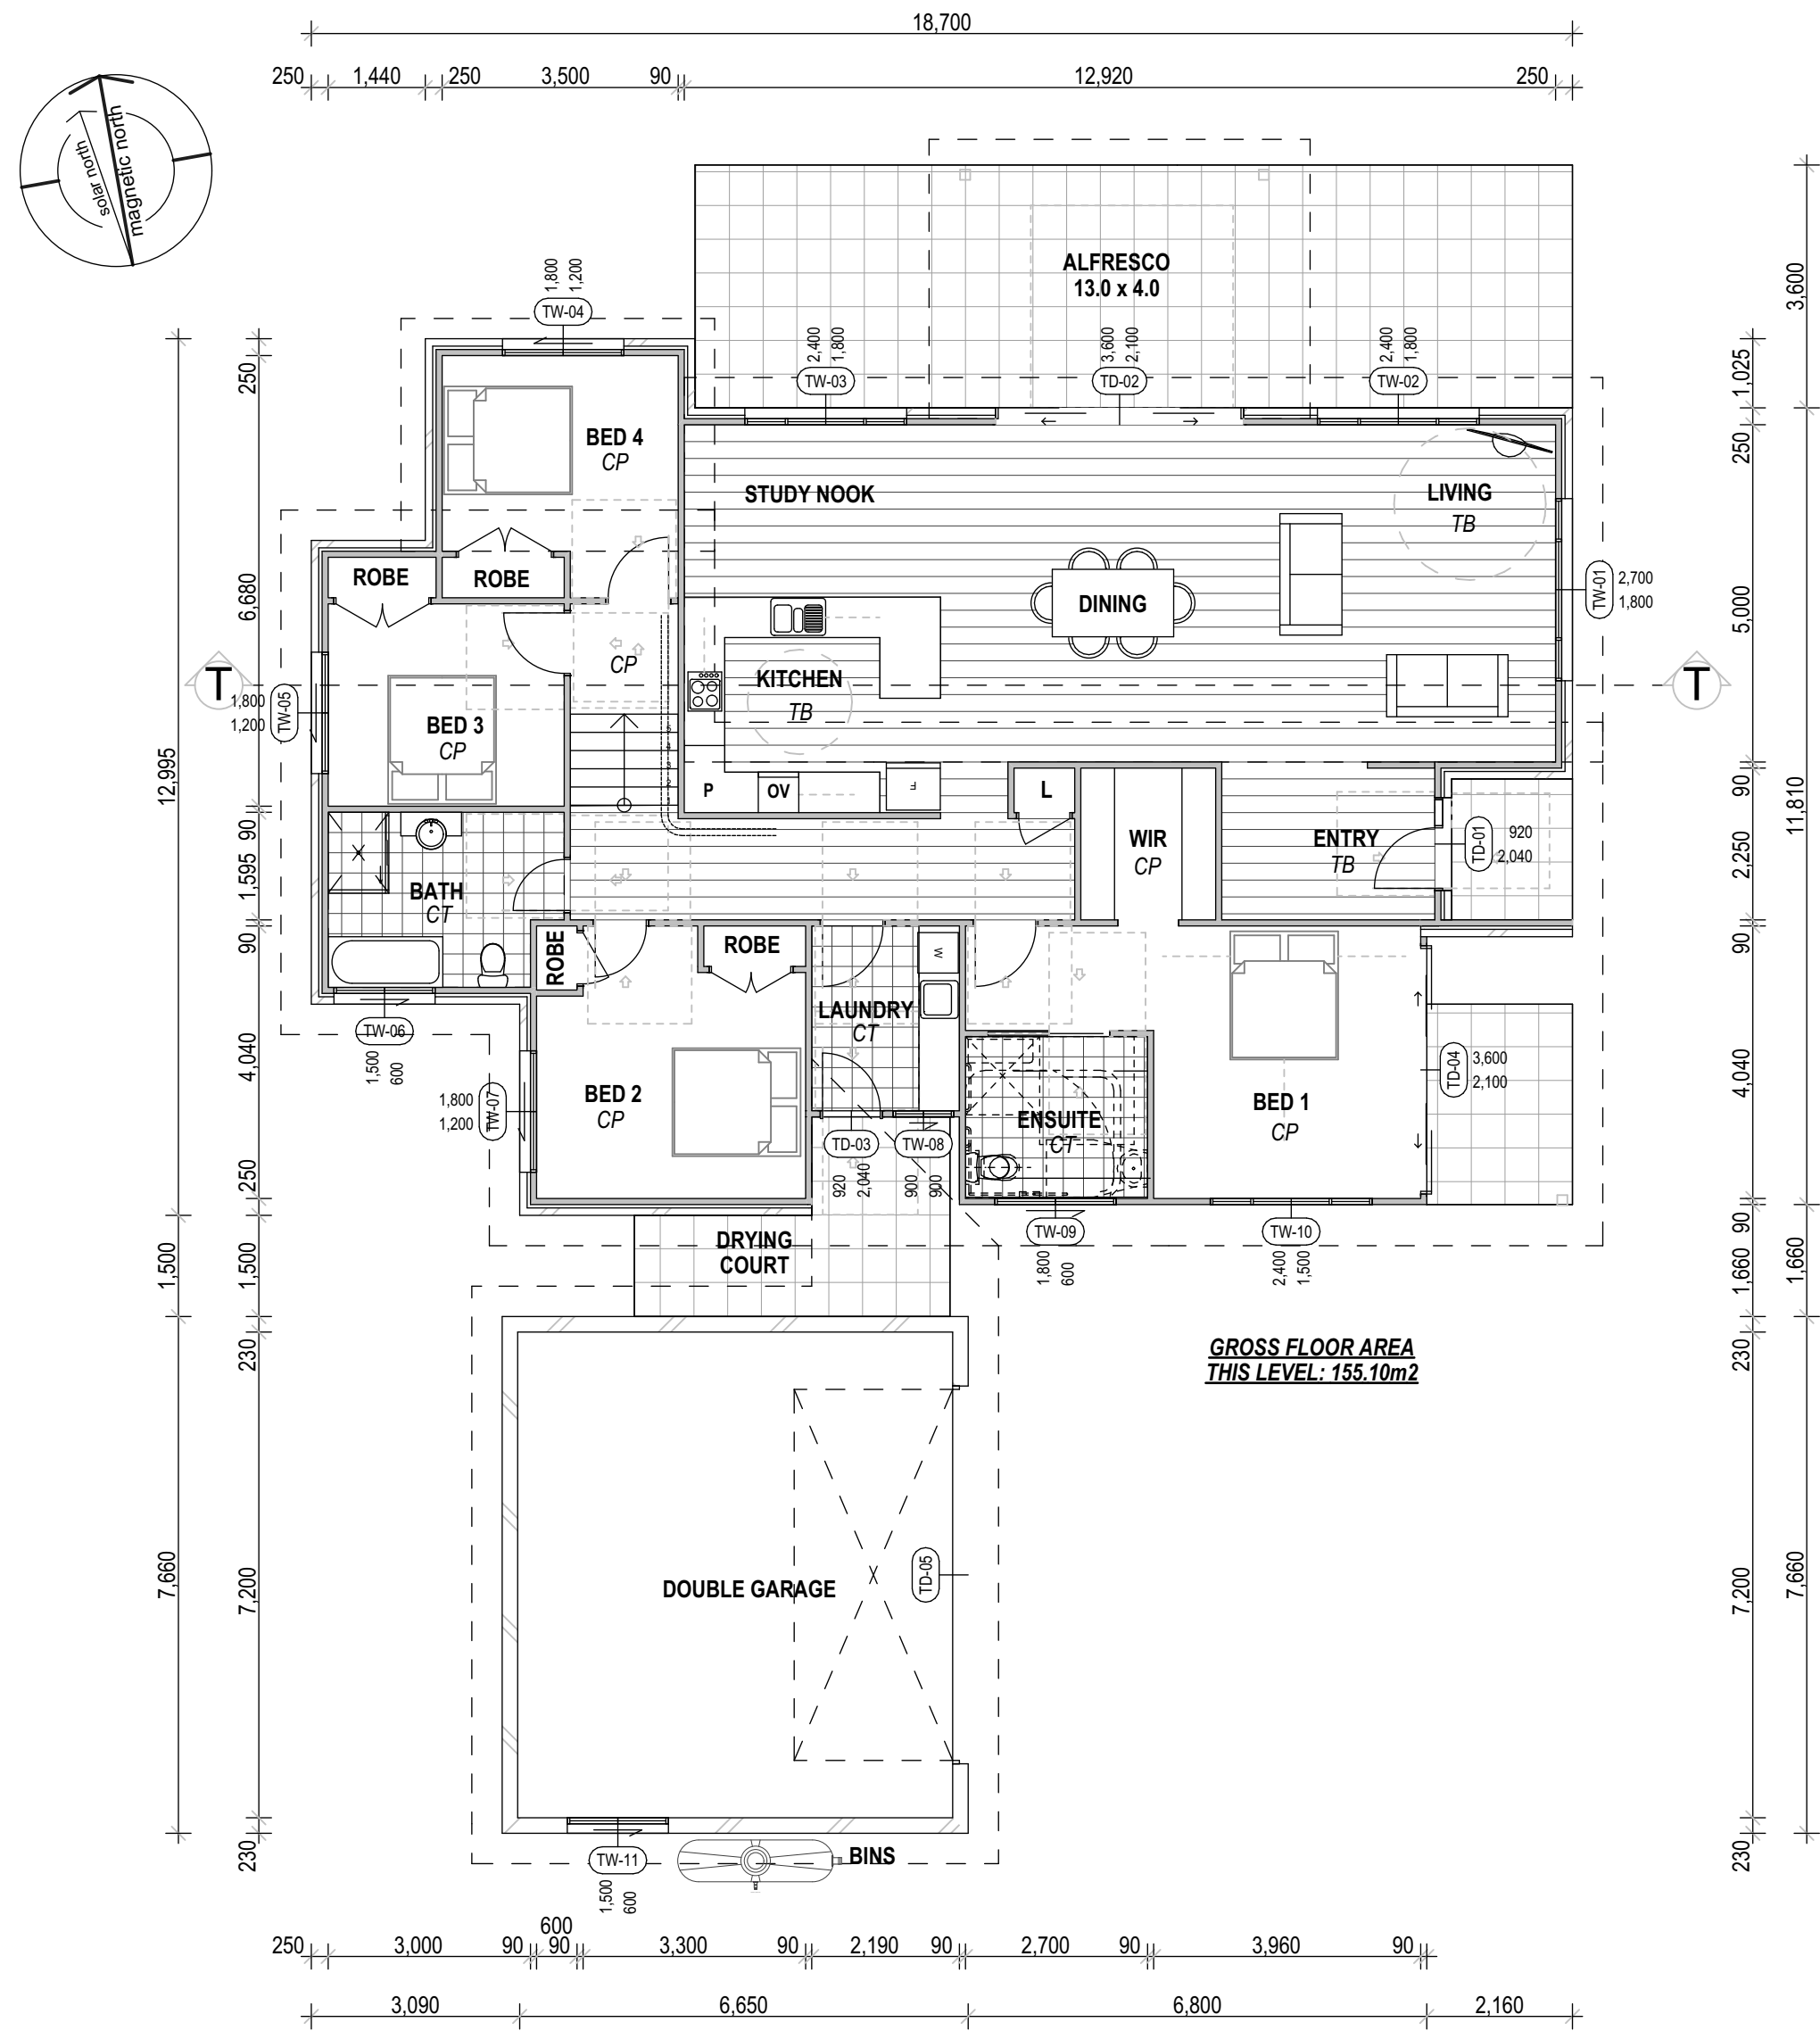 18,700
250 1,440 250 3,500 90 12,920 250
magnetic north
solar north
ALFRESCO
13.0 x 4.0
3,600
1,800
1,200
TW-04
2,400
1,800
TW-03
3,600
2,100
TD-02
2,400
1,800
TW-02
250
1,025
BED 4
CP
STUDY NOOK
LIVING
TB
250
ROBE
ROBE
DINING
TW-01
2,700
1,800
6,680
5,000
CP
T
T
KITCHEN
TB
1,800
1,200
TW-05
BED 3
CP
12,995
P
OV
F
L
90
11,810
WIR
CP
ENTRY
TB
TD-01
920
2,040
90
1,595
2,250
BATH
CT
90
90
ROBE
ROBE
W
LAUNDRY
CT
TW-06
1,500
600
4,040
4,040
TD-04
3,600
2,100
1,800
1,200
TW-07
BED 2
CP
BED 1
CP
ENSUITE
CT
TD-03
920
2,040
TW-08
900
900
250
90
DRYING
COURT
TW-09
1,800
600
TW-10
2,400
1,500
1,500
1,500
1,660
1,660
230
230
GROSS FLOOR AREA
THIS LEVEL: 155.10m2
7,660
7,200
DOUBLE GARAGE
TD-05
7,200
7,660
230
230
TW-11
1,500
600
BINS
600
250 3,000 90 90 3,300 90 2,190 90 2,700 90 3,960 90
3,090 6,650 6,800 2,160